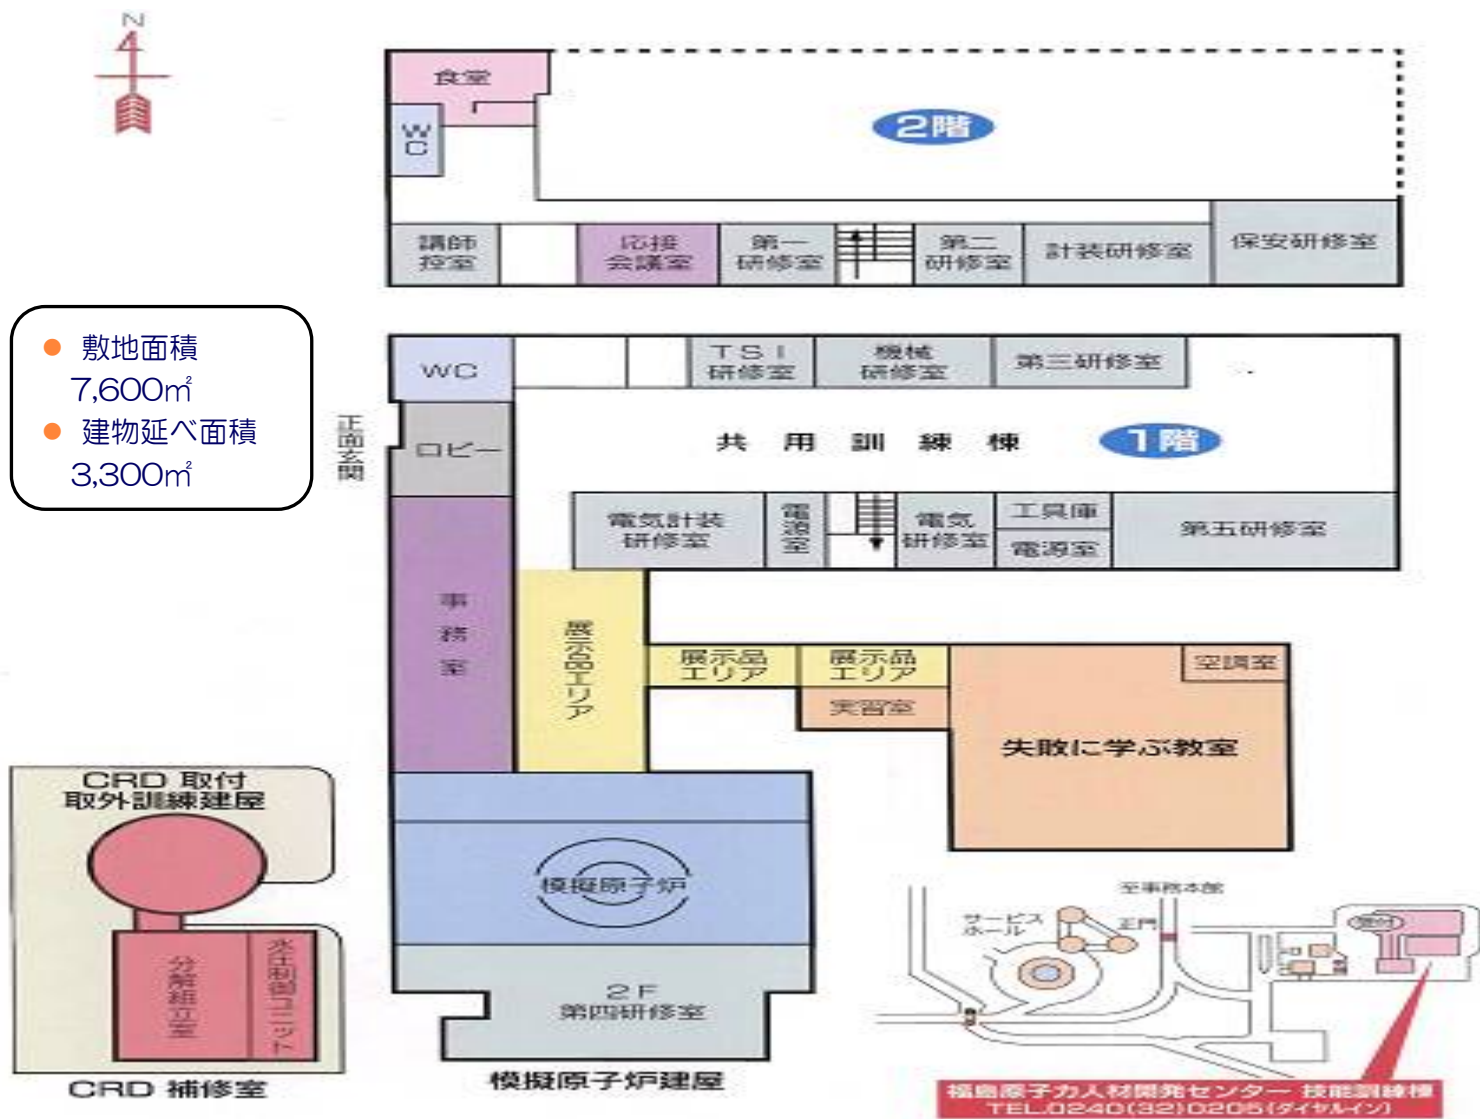 N
食堂
WC
2階
講師
控室
応接
会議室
第一
研修室
第二
研修室
計装研修室
保安研修室
● 敷地面積
7,600㎡
● 建物延べ面積
3,300㎡
WC
TSI
研修室
機械
研修室
第三研修室
正面玄関
ロビー
共用訓練棟
1階
電気計装
研修室
電源室
電気
研修室
工具庫
電源室
第五研修室
事務室
展示品エリア
展示品
エリア
展示品
エリア
空調室
実習室
失敗に学ぶ教室
CRD 取付
取外訓練建屋
模擬原子炉
分解組立室
水圧制御ユニット
2F
第四研修室
CRD 補修室
模擬原子炉建屋
至事務本館
サービス
ホール
正門
福島原子力人材開発センター 技能訓練棟
TEL.0240(32)0205(ダイヤルイン)